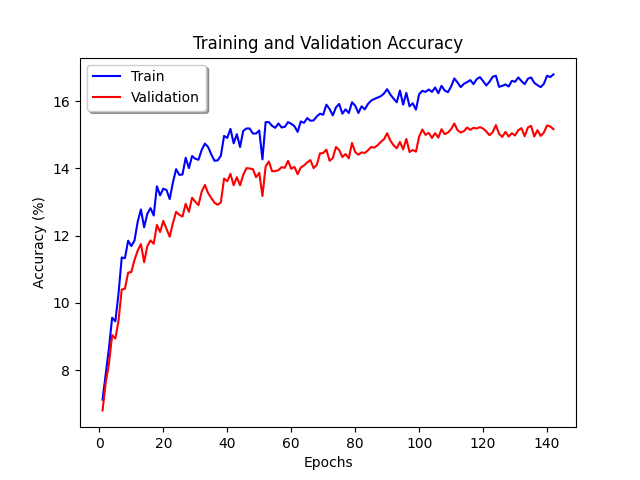 Training and Validation Accuracy
Train
Validation
16
14
12
10
8
Accuracy (%)
0 20 40 60 80 100 120 140
Epochs